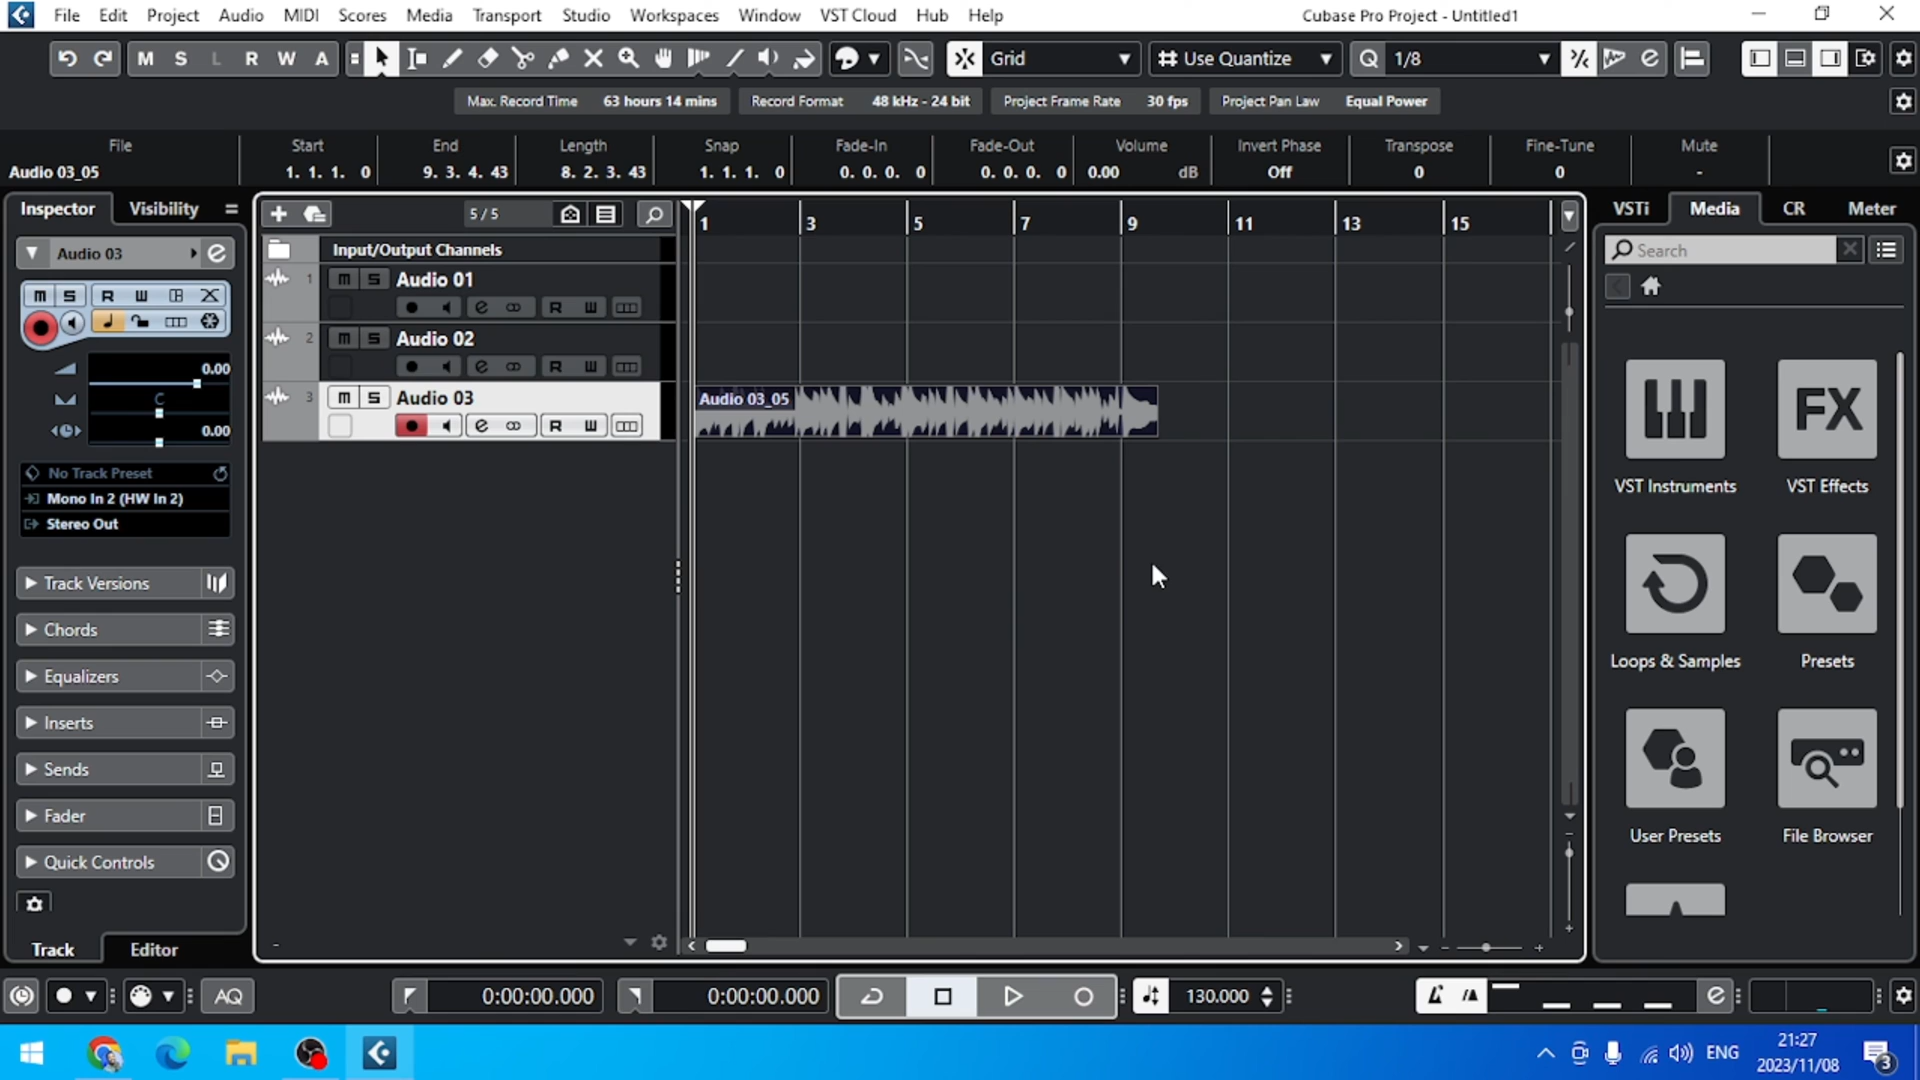 File Edit Project Audio MIDI Scores Media Transport Studio Workspaces Window VST Cloud Hub Help
Cubase Pro Project - Untitled1
M S L R W A
Grid
Use Quantize
Q 1/8
Max. Record Time 63 hours 14 mins
Record Format 48 kHz - 24 bit
Project Frame Rate 30 fps
Project Pan Law Equal Power
File Start End Length Snap Fade-In Fade-Out Volume Invert Phase Transpose Fine-Tune Mute
Audio 03_05 1. 1. 1. 0 9. 3. 4. 43 8. 2. 3. 43 1. 1. 1. 0 0. 0. 0. 0 0. 0. 0. 0 0.00 dB Off 0 0 -
Inspector Visibility
Audio 03
m S R W
0.00
C
0.00
No Track Preset
Mono In 2 (HW In 2)
Stereo Out
Track Versions
Chords
Equalizers
Inserts
Sends
Fader
Quick Controls
Track Editor
5 / 5
Input/Output Channels
1 m S Audio 01
e R W
2 m S Audio 02
e R W
3 m S Audio 03
e R W
1 3 5 7 9 11 13 15
Audio 03_05
VSTi Media CR Meter
Search
FX
VST Instruments VST Effects
Loops & Samples Presets
User Presets File Browser
AQ
0:00:00.000
0:00:00.000
130.000
ENG
21:27
2023/11/08
3